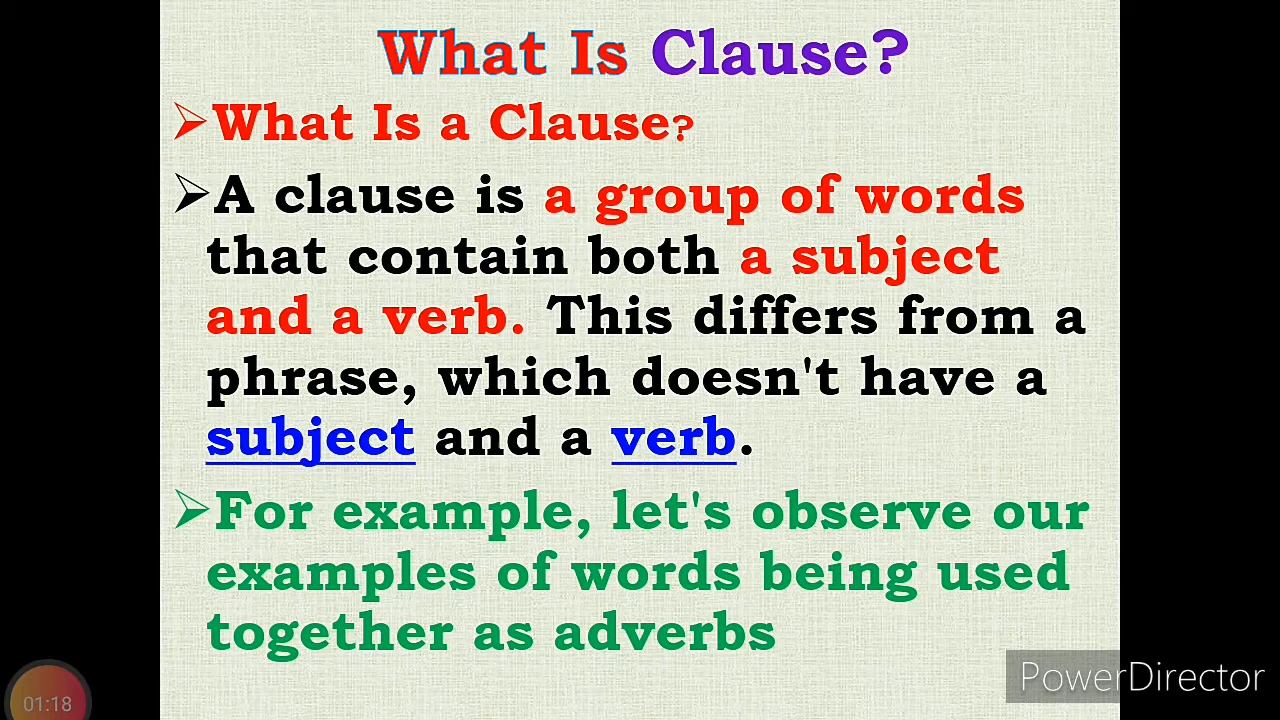 What Is Clause?
What Is a Clause?
A clause is a group of words
that contain both a subject
and a verb. This differs from a
phrase, which doesn't have a
subject and a verb.
For example, let's observe our
examples of words being used
together as adverbs
PowerDirector
01:18